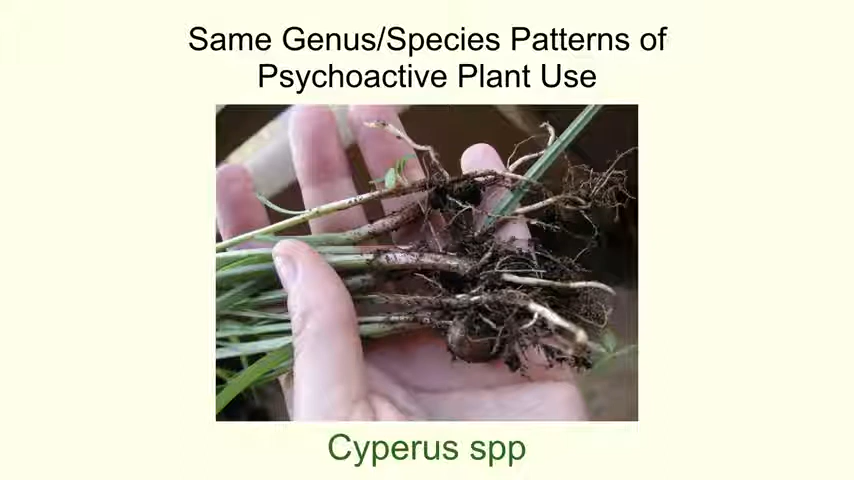 Same Genus/Species Patterns of
Psychoactive Plant Use
Cyperus spp